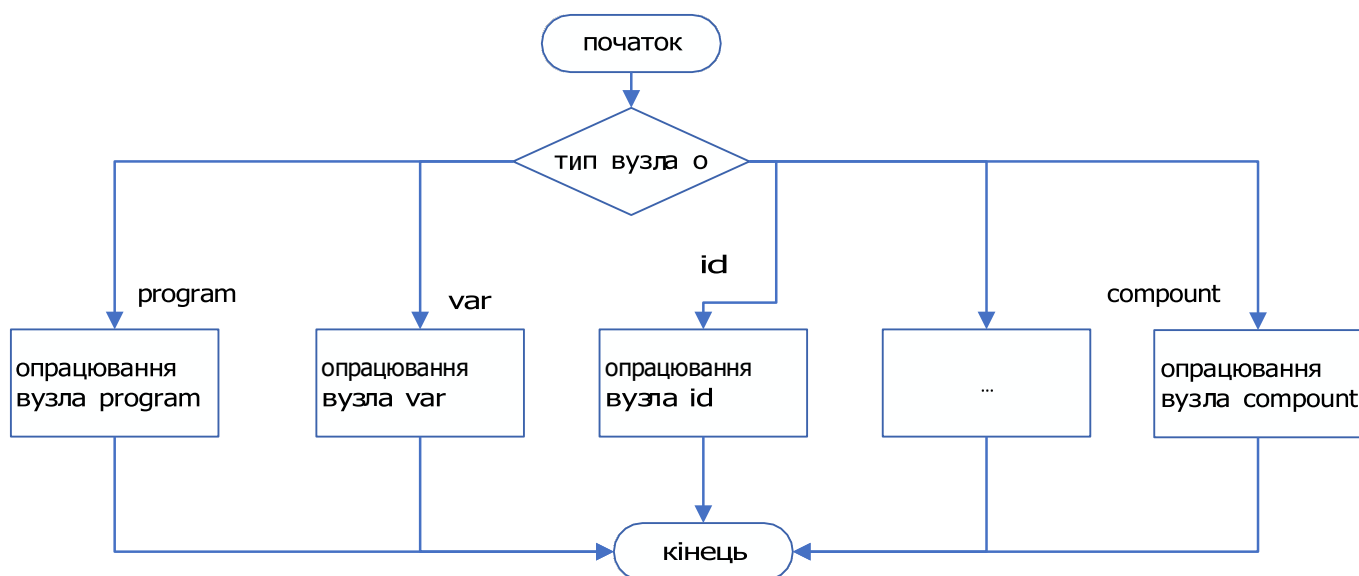 початок
тип вузла о
id
program
var
compount
опрацювання
вузла program
опрацювання
вузла var
опрацювання
вузла id
...
опрацювання
вузла compount
кінець